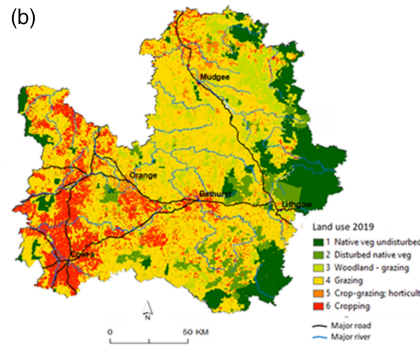 (b)
Mudgee
Orange
Bathurst
Lithgow
Cowra
Land use 2019
1 Native veg undisturbed
2 Disturbed native veg
3 Woodland - grazing
4 Grazing
5 Crop-grazing; horticult
6 Cropping
Major road
Major river
N
0 50 KM